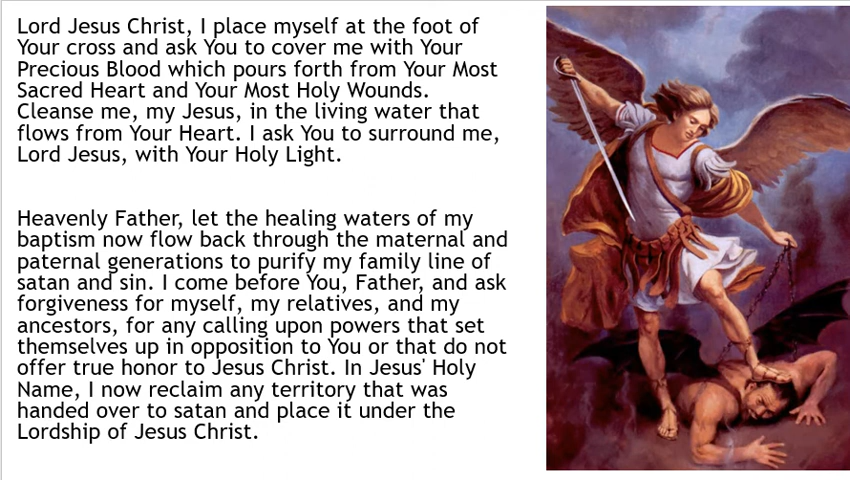 Lord Jesus Christ, I place myself at the foot of
Your cross and ask You to cover me with Your
Precious Blood which pours forth from Your Most
Sacred Heart and Your Most Holy Wounds.
Cleanse me, my Jesus, in the living water that
flows from Your Heart. I ask You to surround me,
Lord Jesus, with Your Holy Light.
Heavenly Father, let the healing waters of my
baptism now flow back through the maternal and
paternal generations to purify my family line of
satan and sin. I come before You, Father, and ask
forgiveness for myself, my relatives, and my
ancestors, for any calling upon powers that set
themselves up in opposition to You or that do not
offer true honor to Jesus Christ. In Jesus' Holy
Name, I now reclaim any territory that was
handed over to satan and place it under the
Lordship of Jesus Christ.